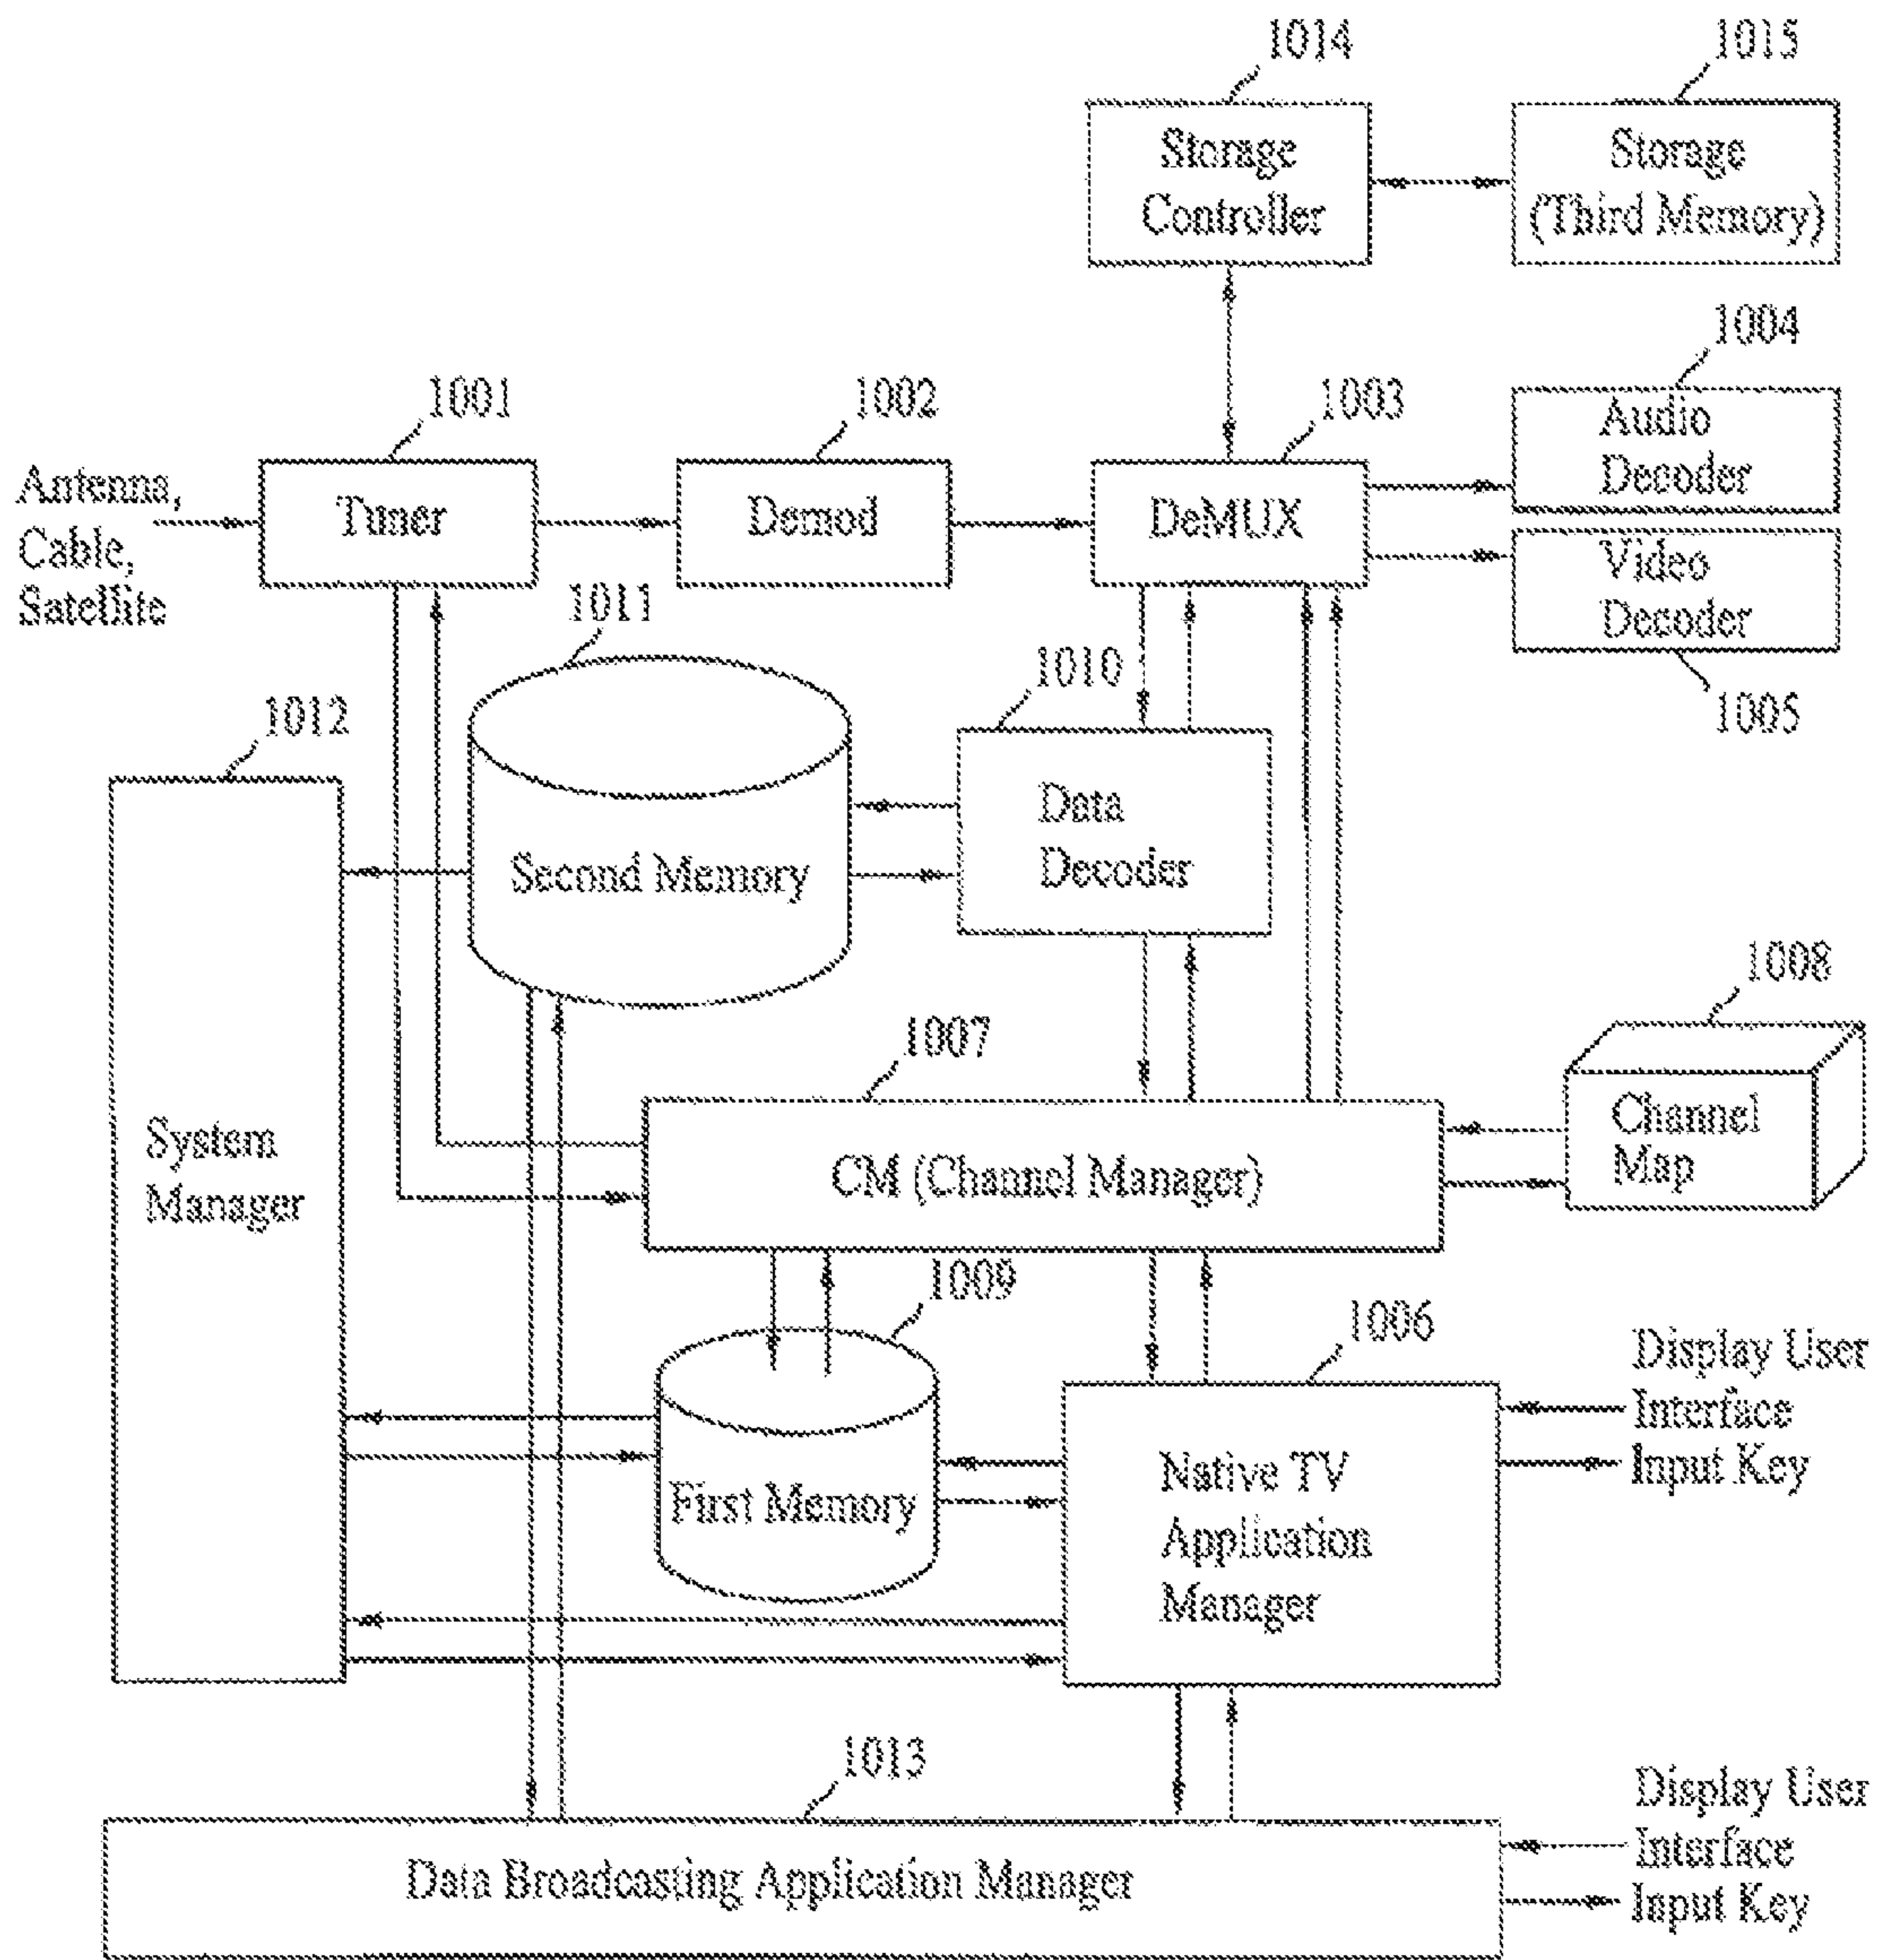 1014
1015
Storage
Controller
Storage
(Third Memory)
1004
1001
1002
1003
Audio
Decoder
Antenna,
Cable,
Satellite
Tuner
Demod
DeMUX
Video
Decoder
1005
1011
1010
1012
Second Memory
Data
Decoder
1008
1007
System
Manager
CM (Channel Manager)
Channel
Map
1009
1006
Display User
Interface
Input Key
First Memory
Native TV
Application
Manager
1013
Display User
Interface
Input Key
Data Broadcasting Application Manager